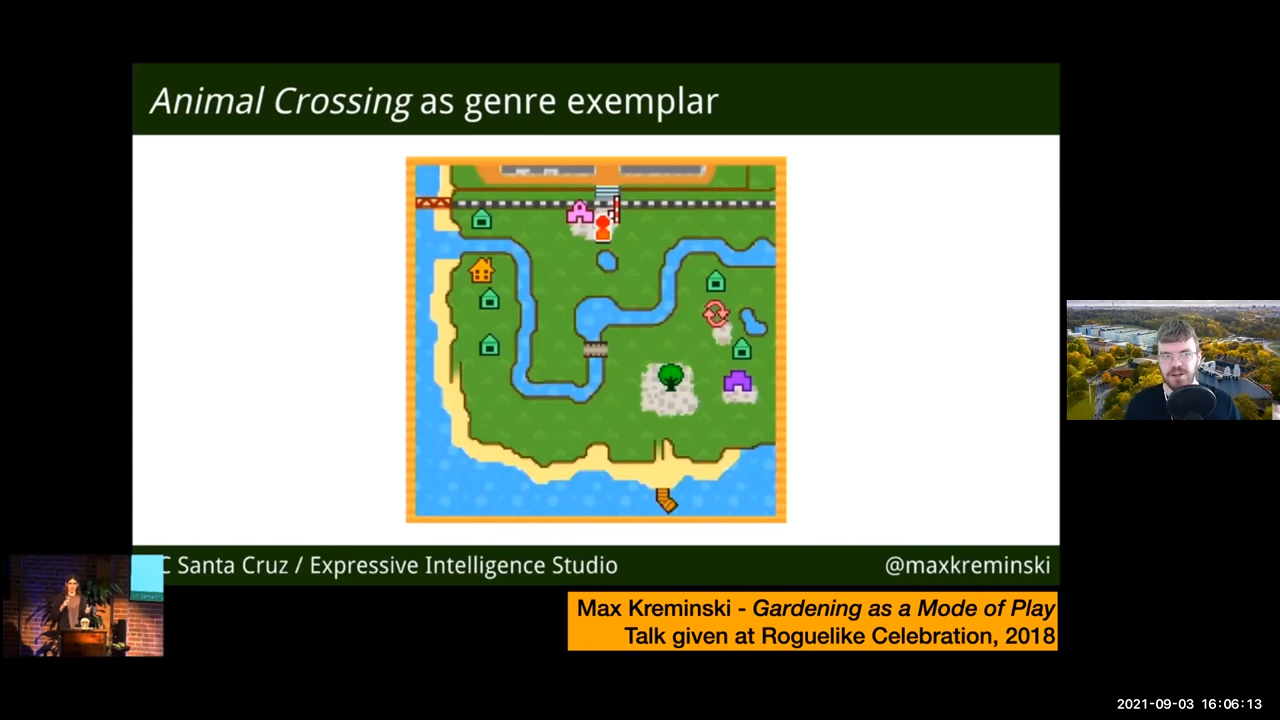 Animal Crossing as genre exemplar
C Santa Cruz / Expressive Intelligence Studio
@maxkreminski
Max Kreminski - Gardening as a Mode of Play
Talk given at Roguelike Celebration, 2018
2021-09-03 16:06:13